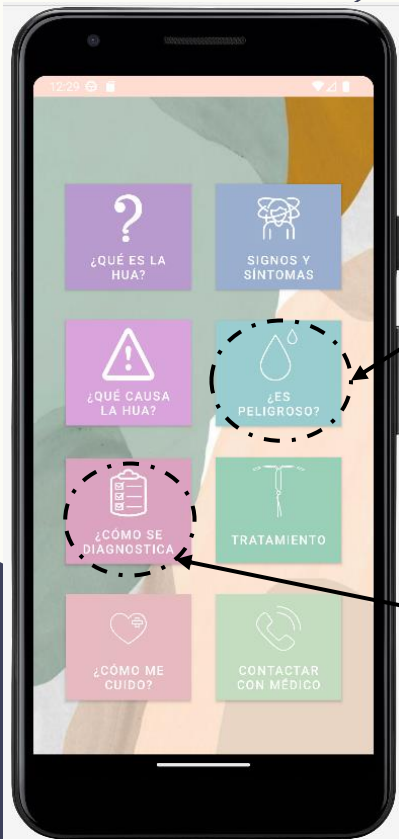 12:29
¿QUÉ ES LA
HUA?
SIGNOS Y
SÍNTOMAS
¿QUÉ CAUSA
LA HUA?
¿ES
PELIGROSO?
¿CÓMO SE
DIAGNOSTICA
TRATAMIENTO
¿CÓMO ME
CUIDO?
CONTACTAR
CON MÉDICO